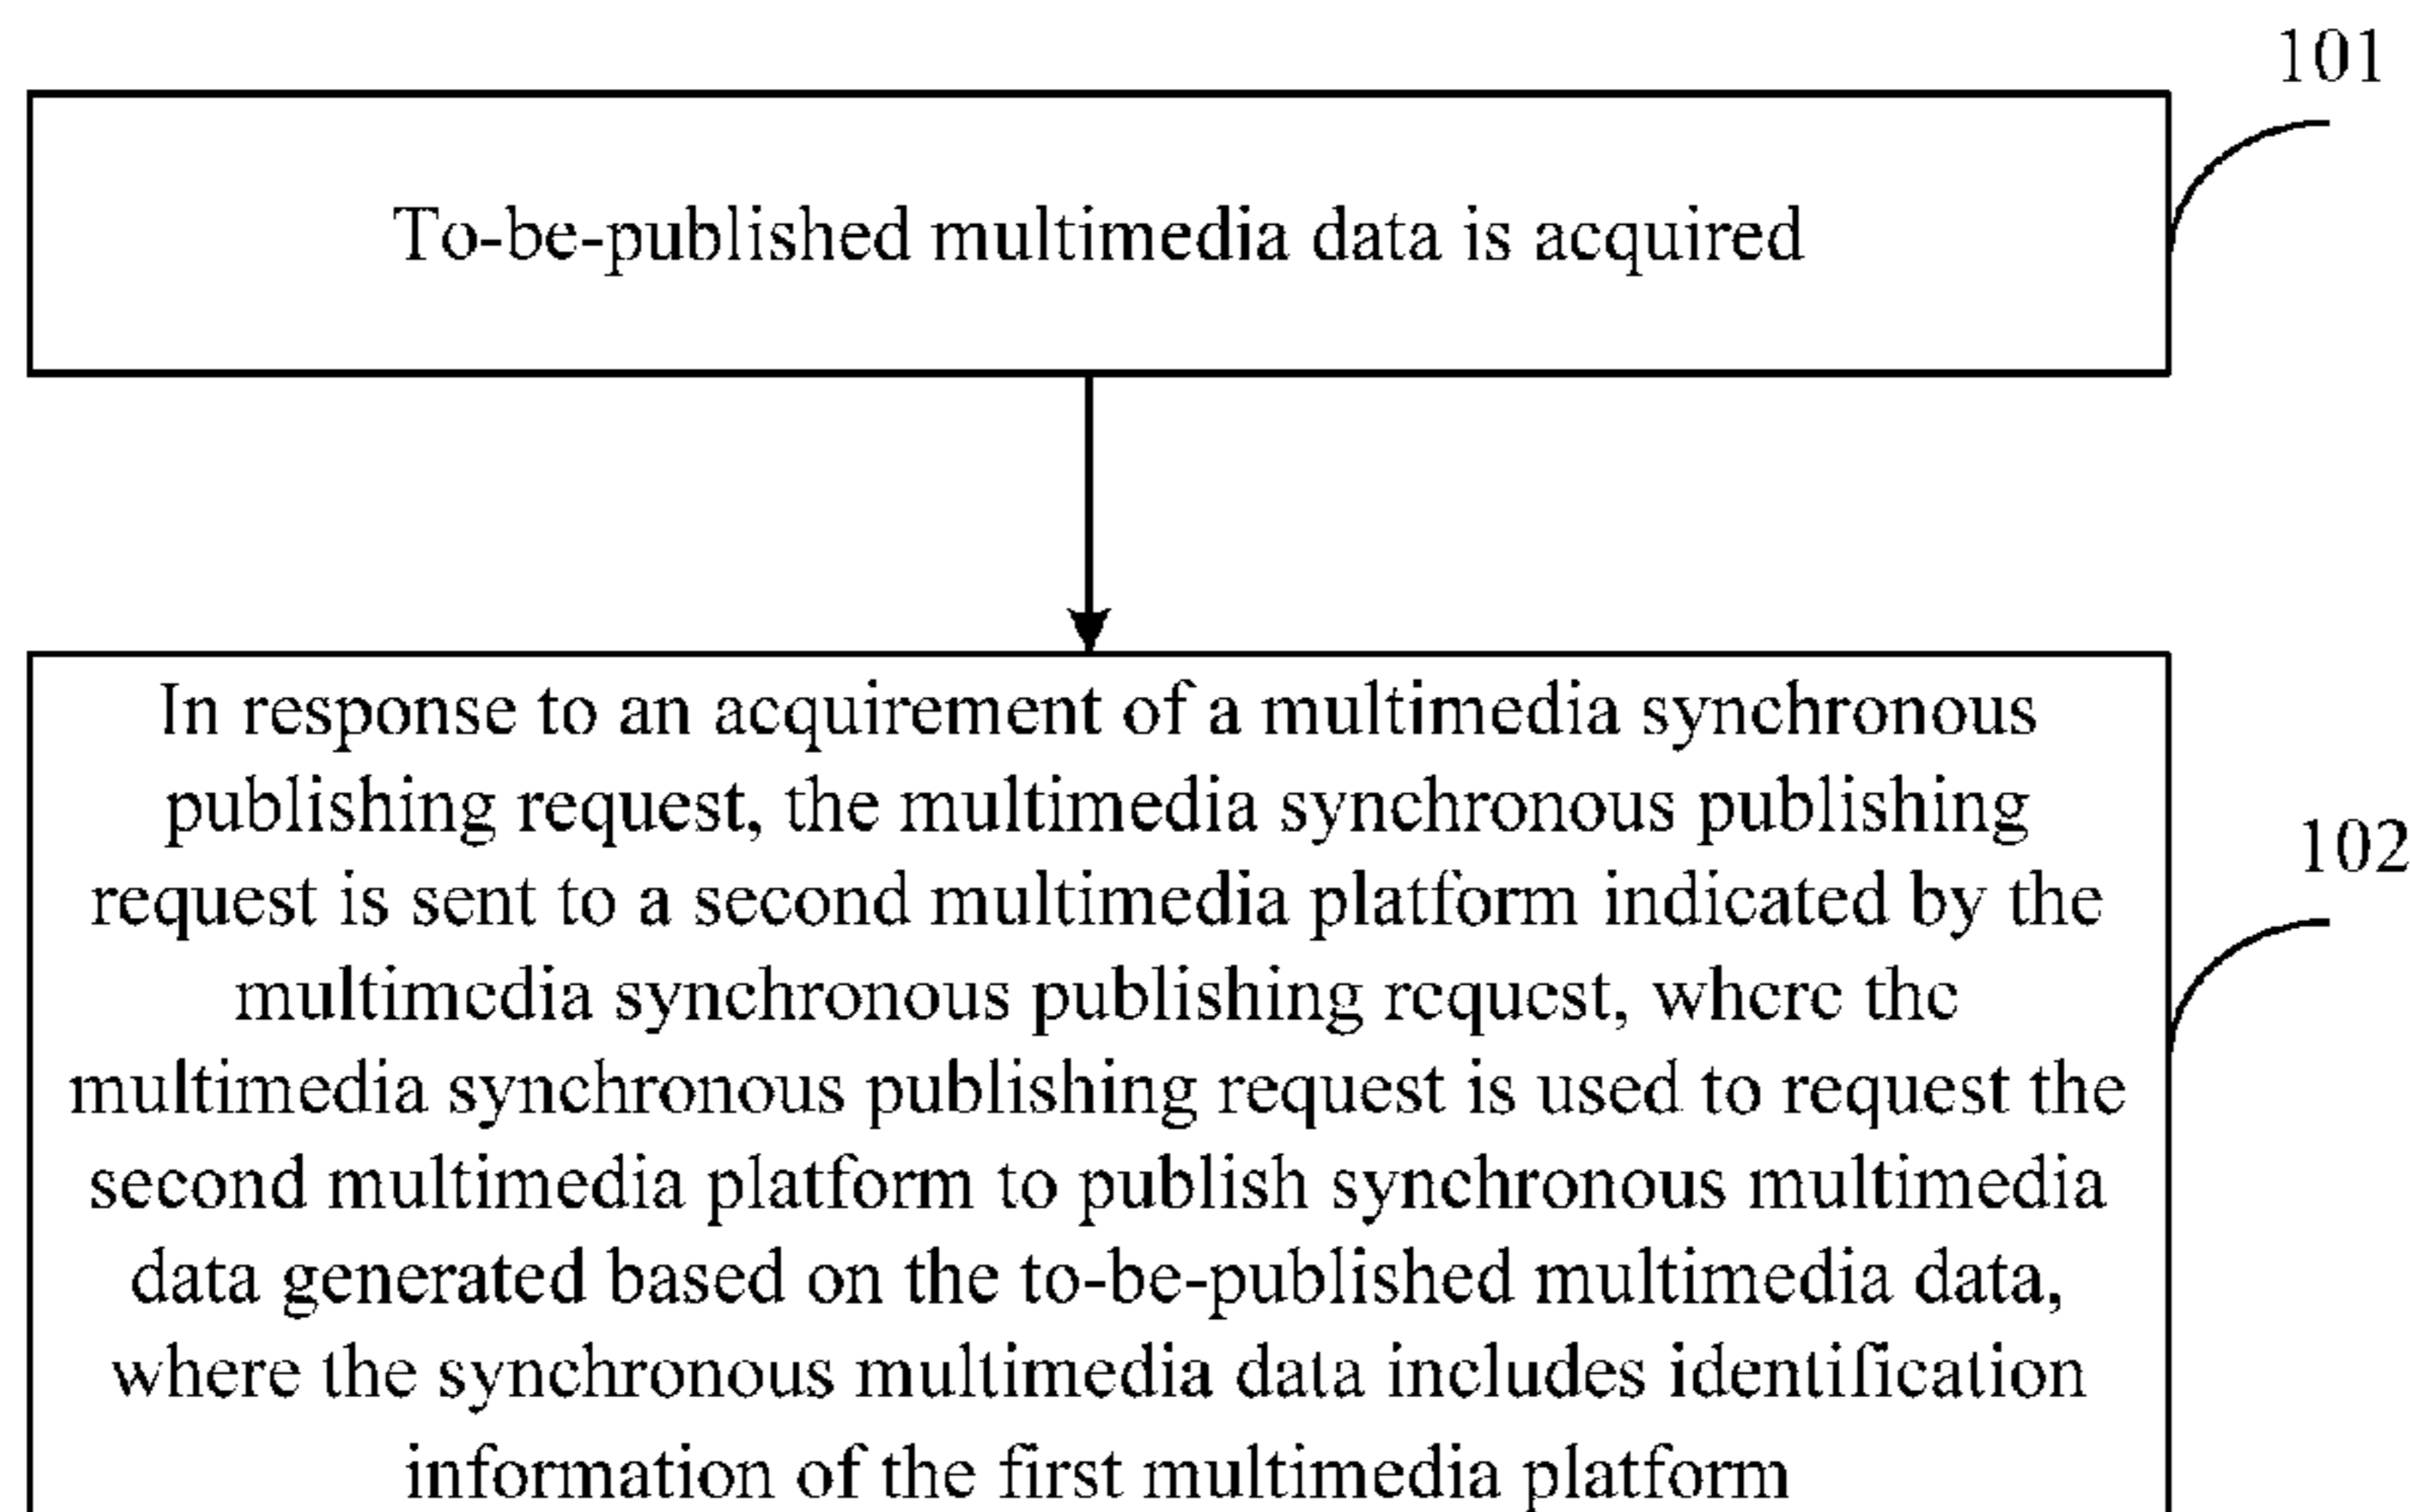 101
To-be-published multimedia data is acquired
In response to an acquirement of a multimedia synchronous
publishing request, the multimedia synchronous publishing
request is sent to a second multimedia platform indicated by the
multimedia synchronous publishing request, where the
102
multimedia synchronous publishing request is used to request the
second multimedia platform to publish synchronous multimedia
data generated based on the to-be-published multimedia data,
where the synchronous multimedia data includes identification
information of the first multimedia platform